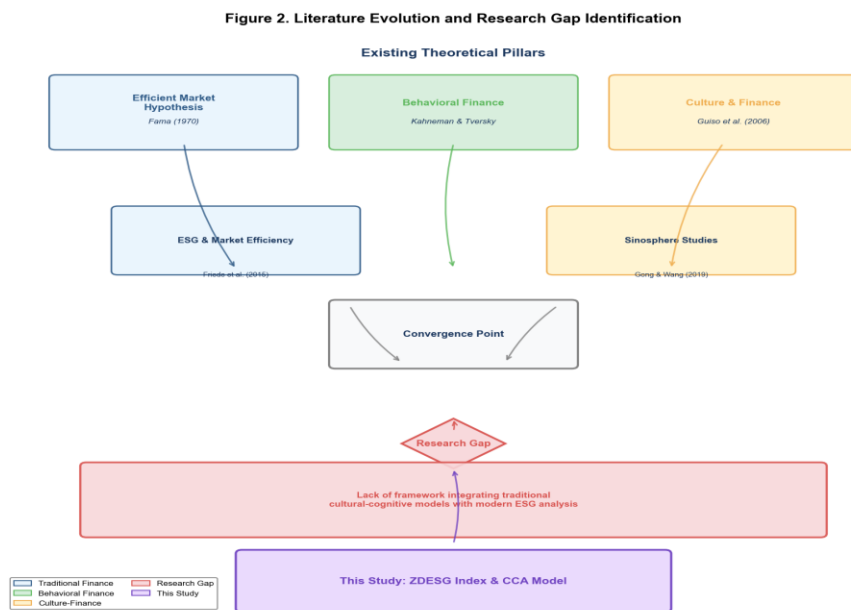 Figure 2. Literature Evolution and Research Gap Identification
Existing Theoretical Pillars
Efficient Market
Hypothesis
Fama (1970)
Behavioral Finance
Kahneman & Tversky
Culture & Finance
Guiso et al. (2006)
ESG & Market Efficiency
Friede et al. (2015)
Sinosphere Studies
Gong & Wang (2019)
Convergence Point
Research Gap
Lack of framework integrating traditional
cultural-cognitive models with modern ESG analysis
This Study: ZDESG Index & CCA Model
Traditional Finance
Behavioral Finance
Culture-Finance
Research Gap
This Study